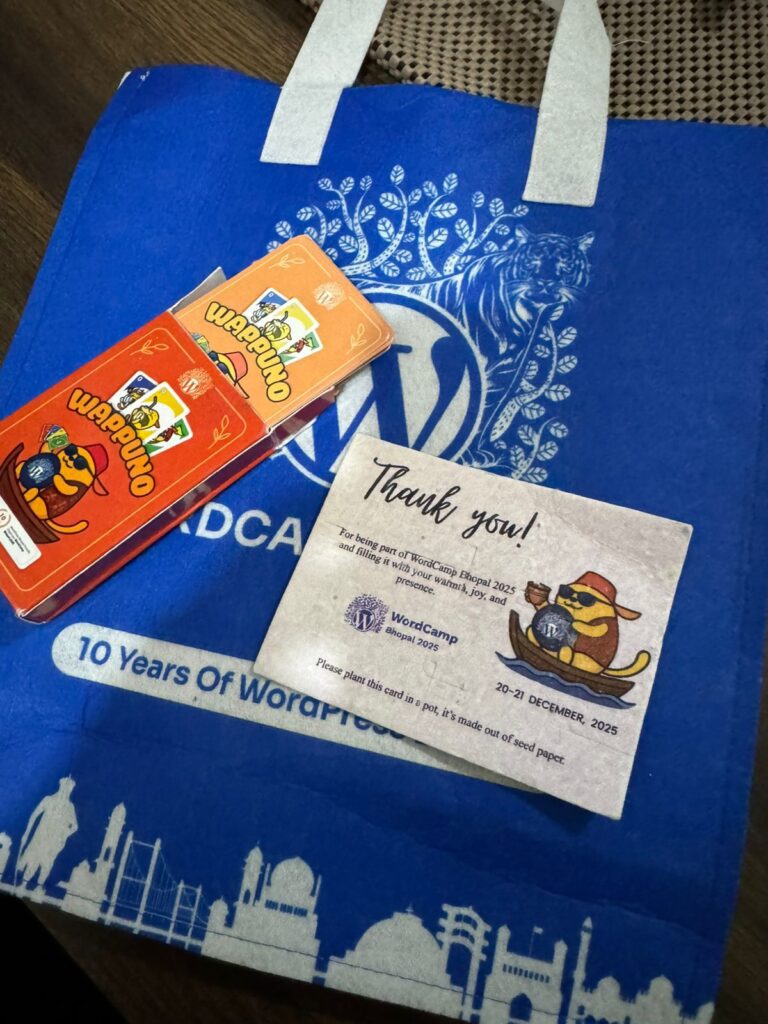 WAPPUNO
WAPPUNO
RDCA
10 Years Of WordPress
Thank you!
For being part of WordCamp Bhopal 2025
and filling it with your warmth, joy, and
presence.
WordCamp
Bhopal 2025
20-21 DECEMBER, 2025
Please plant this card in a pot, it's made out of seed paper.